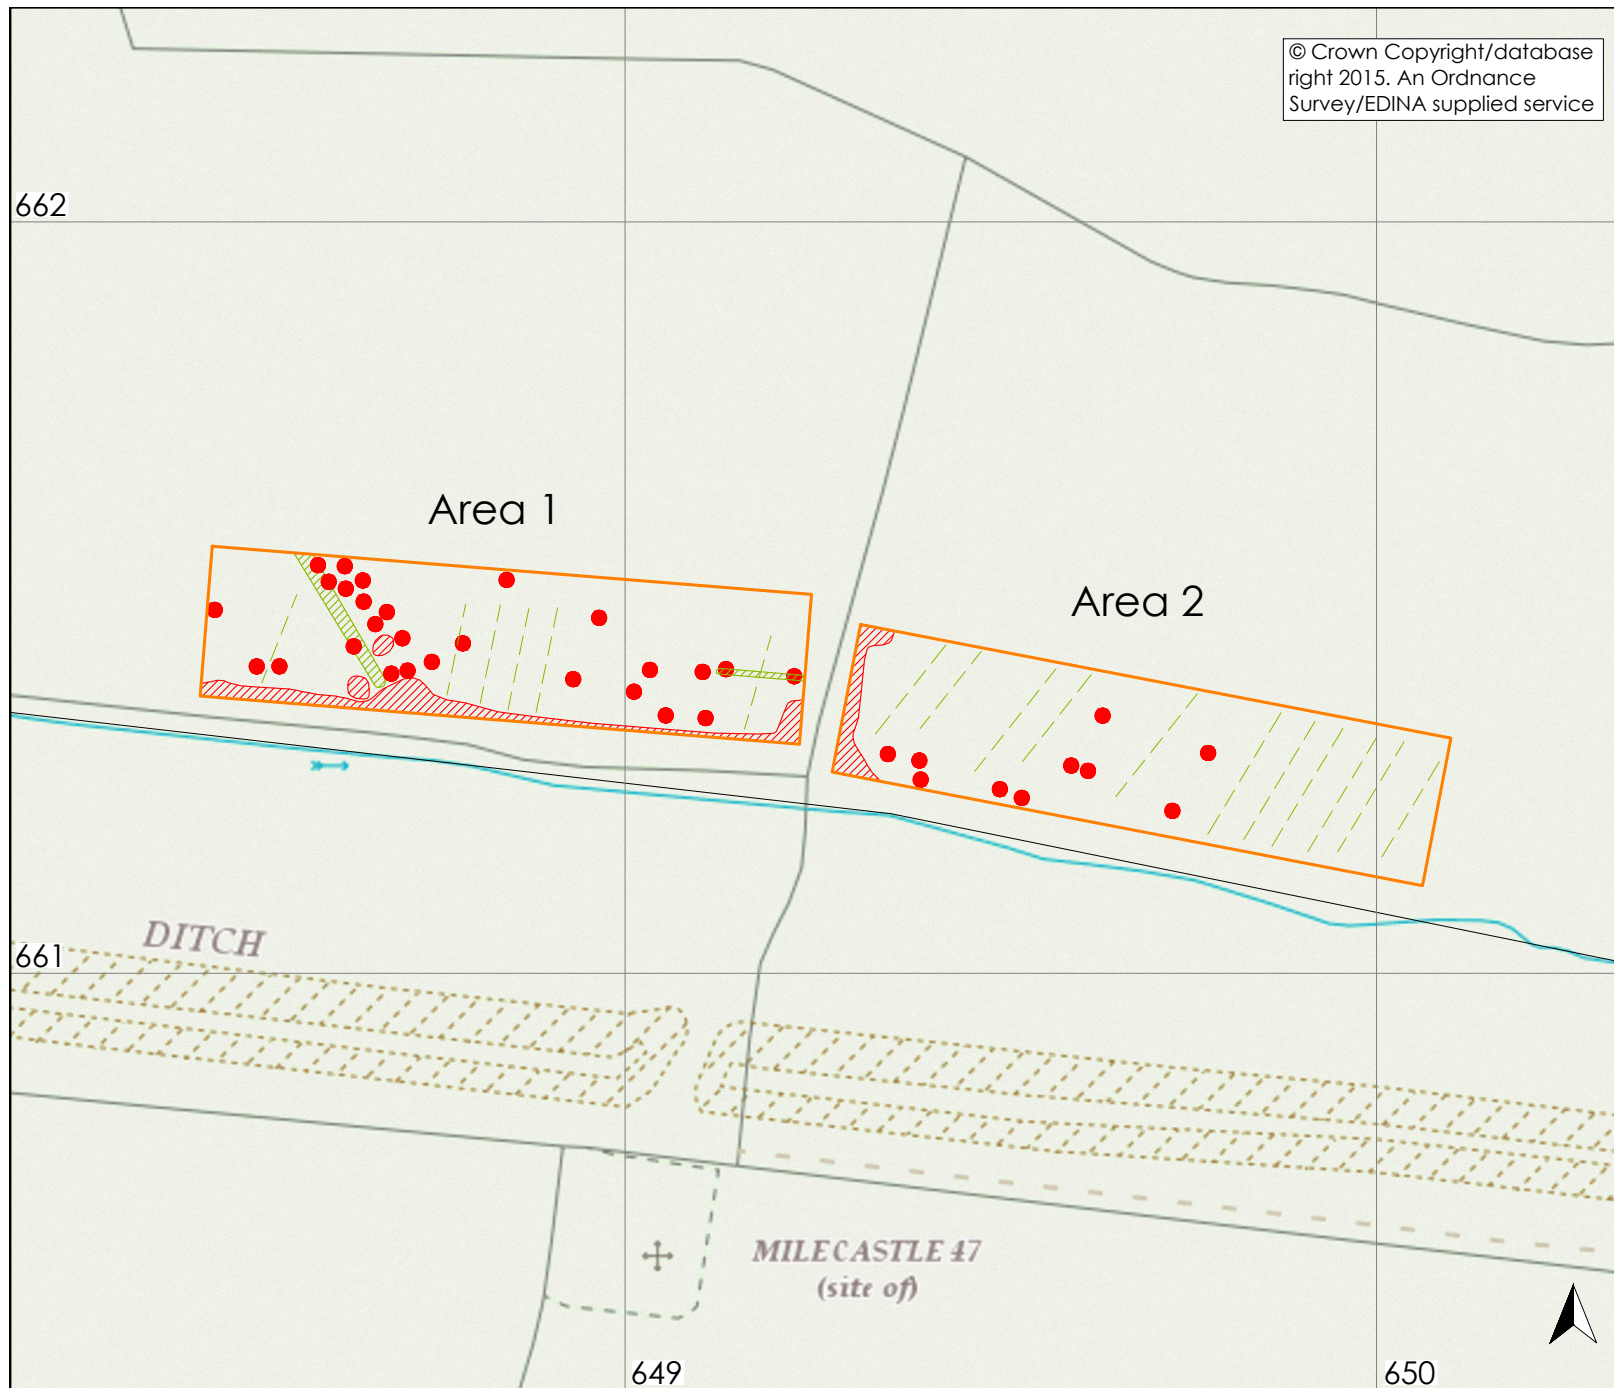 © Crown Copyright/database
right 2015. An Ordnance
Survey/EDINA supplied service
662
Area 1
Area 2
DITCH
661
MILECASTLE 47
(site of)
649
650